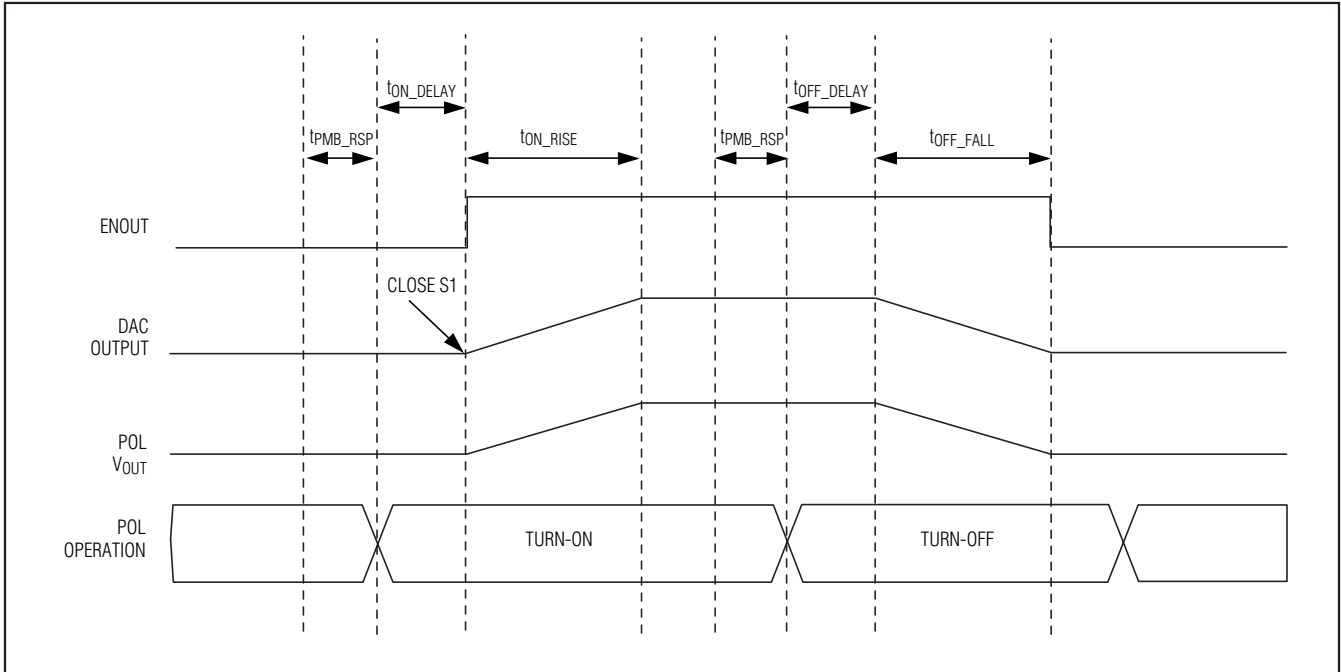 tON_DELAY
tOFF_DELAY
tPMB_RSP
tON_RISE
tPMB_RSP
tOFF_FALL
ENOUT
CLOSE S1
DAC
OUTPUT
POL
VOUT
POL
OPERATION
TURN-ON
TURN-OFF